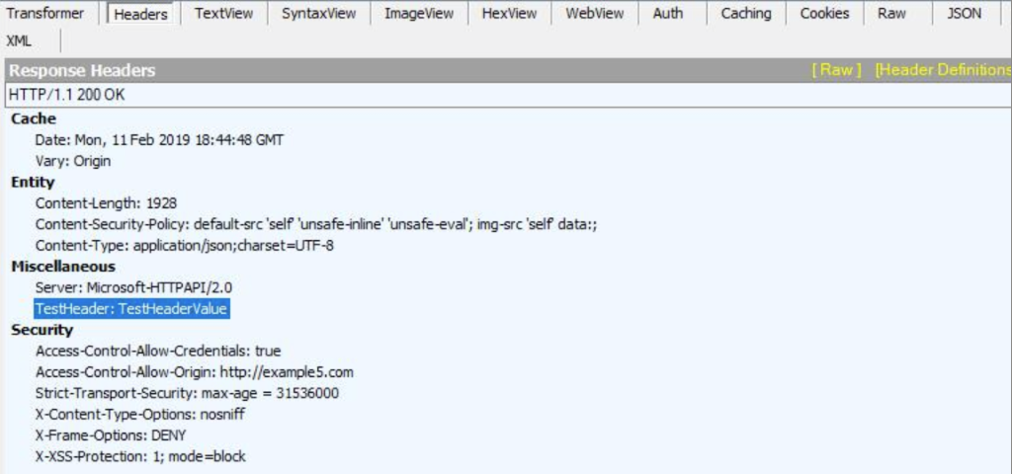 Transformer Headers TextView SyntaxView ImageView HexView WebView Auth Caching Cookies Raw JSON
XML
Response Headers [ Raw ] [Header Definitions
HTTP/1.1 200 OK
Cache
Date: Mon, 11 Feb 2019 18:44:48 GMT
Vary: Origin
Entity
Content-Length: 1928
Content-Security-Policy: default-src 'self' 'unsafe-inline' 'unsafe-eval'; img-src 'self' data:;
Content-Type: application/json;charset=UTF-8
Miscellaneous
Server: Microsoft-HTTPAPI/2.0
TestHeader: TestHeaderValue
Security
Access-Control-Allow-Credentials: true
Access-Control-Allow-Origin: http://example5.com
Strict-Transport-Security: max-age = 31536000
X-Content-Type-Options: nosniff
X-Frame-Options: DENY
X-XSS-Protection: 1; mode=block